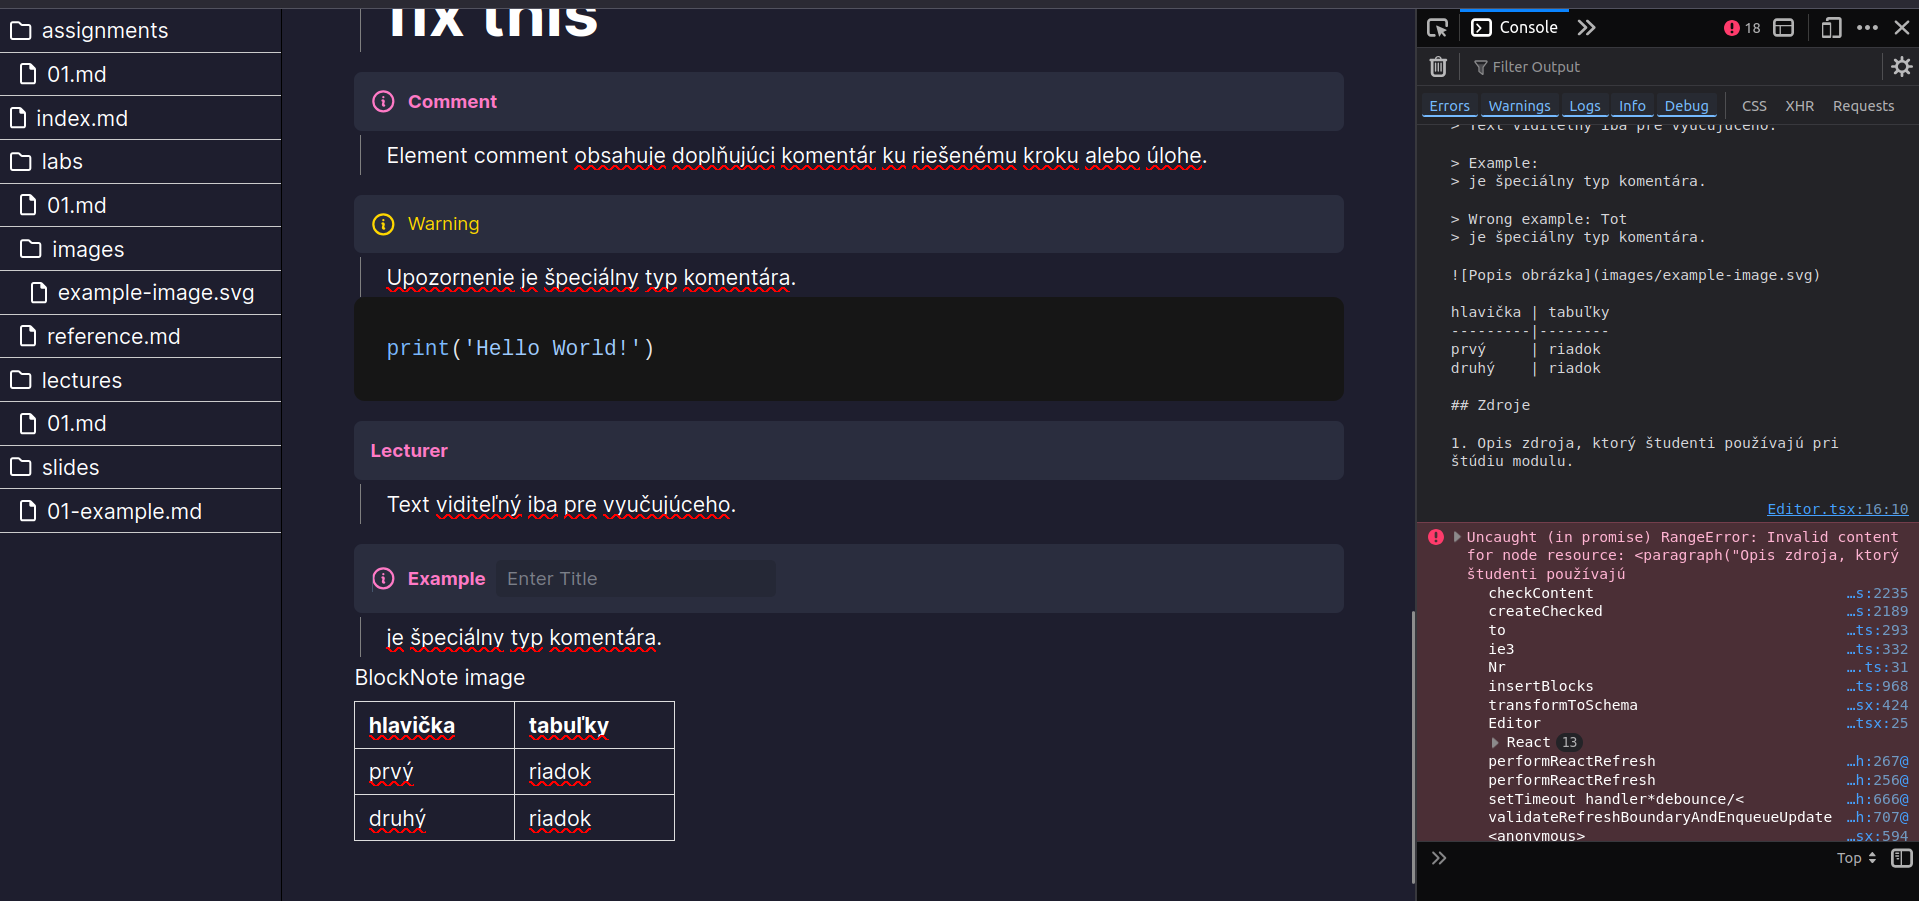 assignments
01.md
index.md
labs
01.md
images
example-image.svg
reference.md
lectures
01.md
slides
01-example.md
fix this
Comment
Element comment obsahuje doplňujúci komentár ku riešenému kroku alebo úlohe.
Warning
Upozornenie je špeciálny typ komentára.
print('Hello World!')
Lecturer
Text viditeľný iba pre vyučujúceho.
Example Enter Title
je špeciálny typ komentára.
BlockNote image
hlavička tabuľky
prvý riadok
druhý riadok
Console 18
Filter Output
Errors Warnings Logs Info Debug CSS XHR Requests
> Text viditeľný iba pre vyučujúceho.
> Example:
> je špeciálny typ komentára.
> Wrong example: Tot
> je špeciálny typ komentára.
![Popis obrázka](images/example-image.svg)
hlavička | tabuľky
---------|--------
prvý     | riadok
druhý    | riadok
## Zdroje
1. Opis zdroja, ktorý študenti používajú pri
štúdiu modulu.
Editor.tsx:16:10
Uncaught (in promise) RangeError: Invalid content
for node resource: <paragraph("Opis zdroja, ktorý
študenti používajú
checkContent …s:2235
createChecked …s:2189
to …ts:293
ie3 …ts:332
Nr ….ts:31
insertBlocks …ts:968
transformToSchema …sx:424
Editor …tsx:25
React 13
performReactRefresh …h:267@
performReactRefresh …h:256@
setTimeout handler*debounce/< …h:666@
validateRefreshBoundaryAndEnqueueUpdate …h:707@
<anonymous> …sx:594
Top